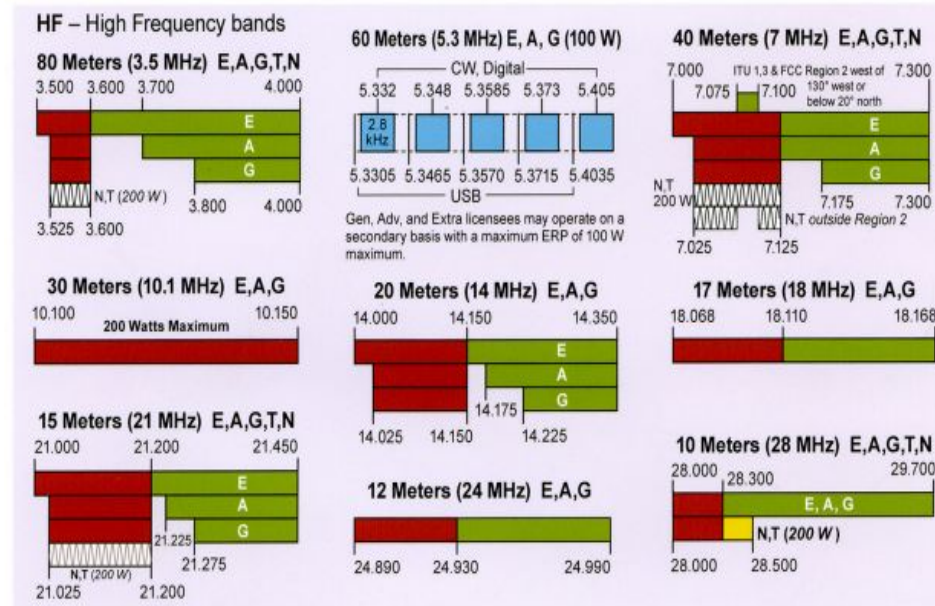 HF – High Frequency bands
80 Meters (3.5 MHz) E,A,G,T,N
3.500 3.600 3.700 4.000
E
A
G
N,T (200 W)
3.800 4.000
3.525 3.600
60 Meters (5.3 MHz) E, A, G (100 W)
CW, Digital
5.332 5.348 5.3585 5.373 5.405
2.8
kHz
5.3305 5.3465 5.3570 5.3715 5.4035
USB
Gen, Adv, and Extra licensees may operate on a
secondary basis with a maximum ERP of 100 W
maximum.
40 Meters (7 MHz) E,A,G,T,N
7.000 7.300
ITU 1,3 & FCC Region 2 west of
7.075 7.100 130° west or
below 20° north
E
A
G
N,T
200 W
7.175 7.300
N,T outside Region 2
7.025 7.125
30 Meters (10.1 MHz) E,A,G
10.100 10.150
200 Watts Maximum
20 Meters (14 MHz) E,A,G
14.000 14.150 14.350
E
A
G
14.175
14.025 14.150 14.225
17 Meters (18 MHz) E,A,G
18.068 18.110 18.168
15 Meters (21 MHz) E,A,G,T,N
21.000 21.200 21.450
E
A
G
21.225
N,T (200 W)
21.275
21.025 21.200
12 Meters (24 MHz) E,A,G
24.890 24.930 24.990
10 Meters (28 MHz) E,A,G,T,N
28.000 28.300 29.700
E, A, G
N,T (200 W)
28.000 28.500